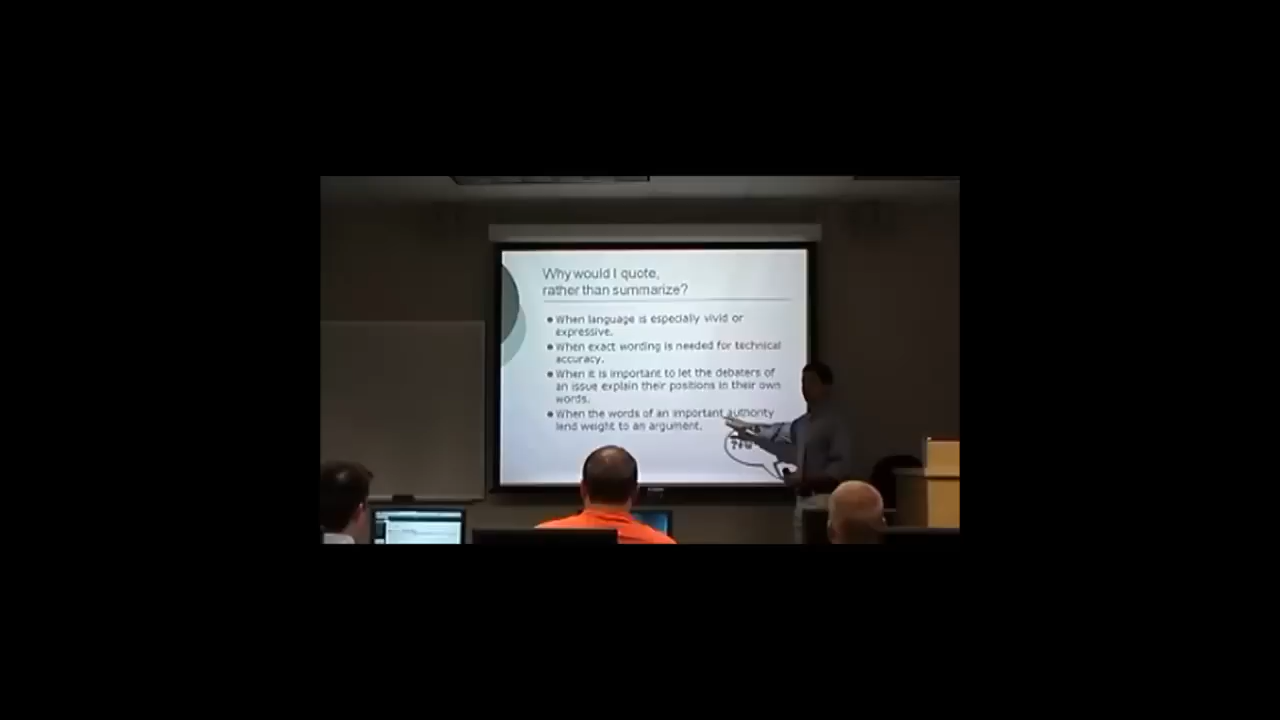 Why would I quote,
rather than summarize?
● When language is especially vivid or
expressive.
● When exact wording is needed for technical
accuracy.
● When it is important to let the debaters of
an issue explain their positions in their own
words.
● When the words of an important authority
lend weight to an argument.